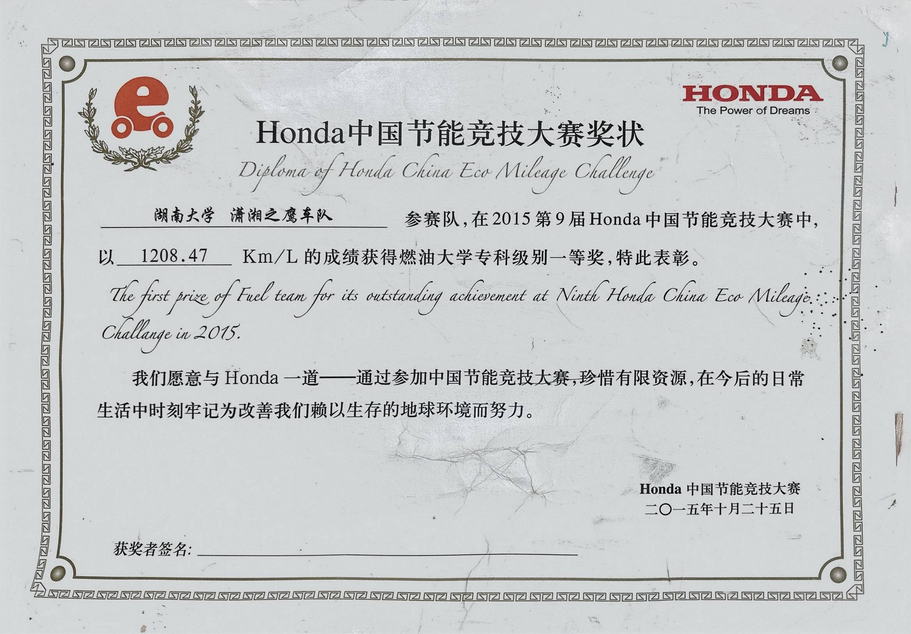 e
HONDA
The Power of Dreams
Honda中国节能竞技大赛奖状
Diploma of Honda China Eco Mileage Challenge
湖南大学 潇湘之鹰车队 参赛队,在2015第9届Honda中国节能竞技大赛中,
以 1208.47 Km/L的成绩获得燃油大学专科级别一等奖,特此表彰。
The first prize of Fuel team for its outstanding achievement at Ninth Honda China Eco Mileage
Challange in 2015.
我们愿意与Honda一道——通过参加中国节能竞技大赛,珍惜有限资源,在今后的日常
生活中时刻牢记为改善我们赖以生存的地球环境而努力。
Honda 中国节能竞技大赛
二〇一五年十月二十五日
获奖者签名: